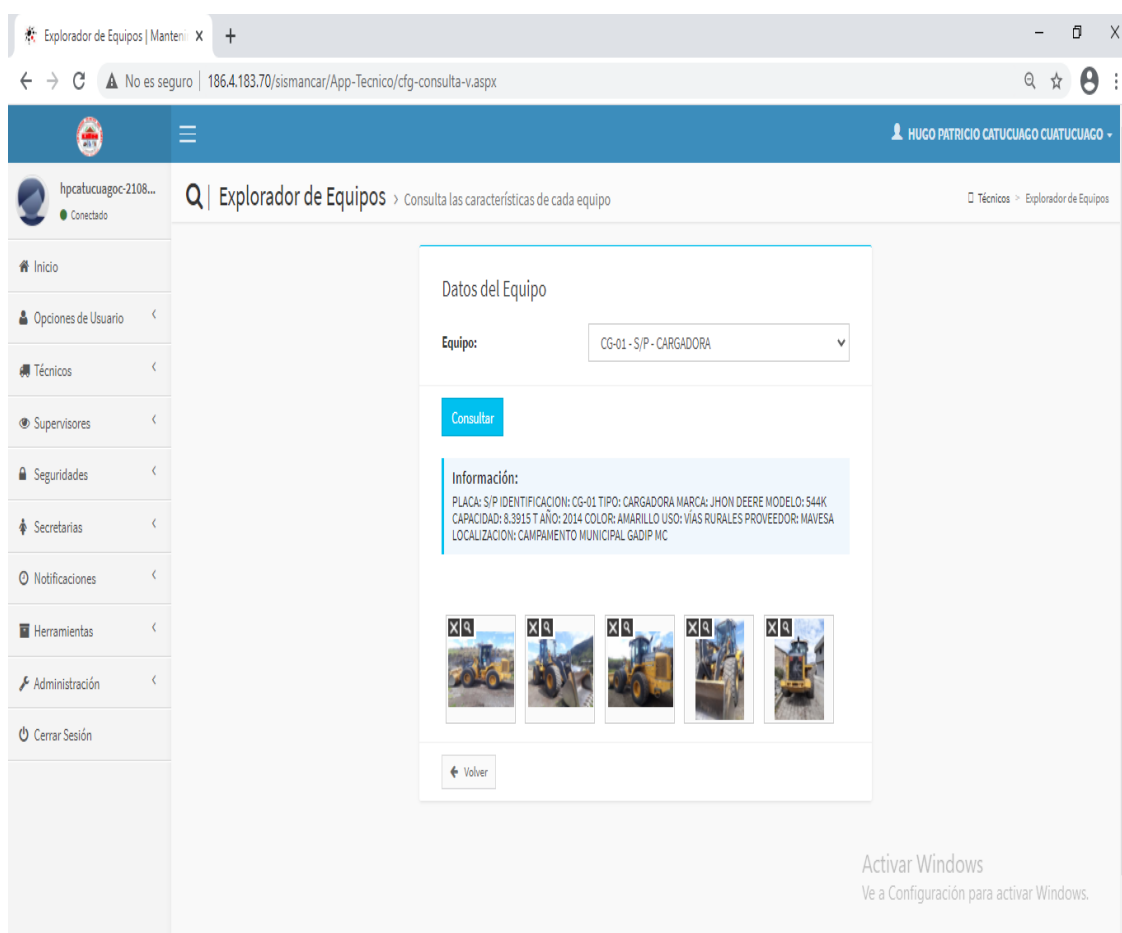 Explorador de Equipos | Manteni
No es seguro | 186.4.183.70/sismancar/App-Tecnico/cfg-consulta-v.aspx
HUGO PATRICIO CATUCUAGO CUATUCUAGO
hpcatucuagoc-2108...
Conectado
Explorador de Equipos > Consulta las características de cada equipo
Técnicos > Explorador de Equipos
Inicio
Opciones de Usuario
Técnicos
Supervisores
Seguridades
Secretarias
Notificaciones
Herramientas
Administración
Cerrar Sesión
Datos del Equipo
Equipo:
CG-01 - S/P - CARGADORA
Consultar
Información:
PLACA: S/P IDENTIFICACION: CG-01 TIPO: CARGADORA MARCA: JHON DEERE MODELO: 544K
CAPACIDAD: 8.3915 T AÑO: 2014 COLOR: AMARILLO USO: VÍAS RURALES PROVEEDOR: MAVESA
LOCALIZACION: CAMPAMENTO MUNICIPAL GADIP MC
Volver
Activar Windows
Ve a Configuración para activar Windows.